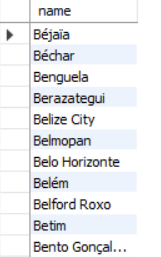 name
Béjaïa
Béchar
Benguela
Berazategui
Belize City
Belmopan
Belo Horizonte
Belém
Belford Roxo
Betim
Bento Gonçal...